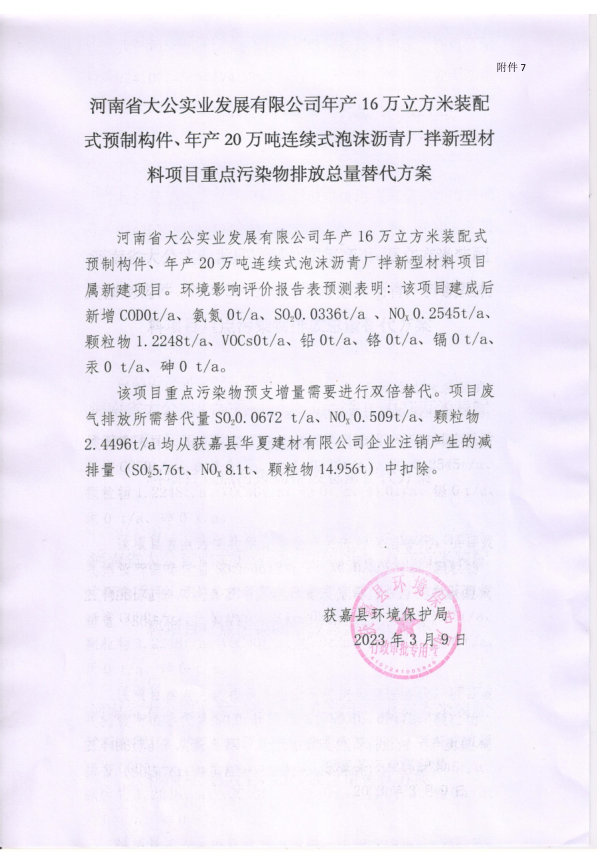 附件 7
河南省大公实业发展有限公司年产 16 万立方米装配
式预制构件、年产 20 万吨连续式泡沫沥青厂拌新型材
料项目重点污染物排放总量替代方案
河南省大公实业发展有限公司年产 16 万立方米装配式
预制构件、年产 20 万吨连续式泡沫沥青厂拌新型材料项目
属新建项目。环境影响评价报告表预测表明：该项目建成后
新增 COD0t/a、氨氮 0t/a、SO₂0.0336t/a 、NOₓ 0.2545t/a、
颗粒物 1.2248t/a、VOCs0t/a、铅 0t/a、铬 0t/a、镉 0 t/a、
汞 0 t/a、砷 0 t/a。
该项目重点污染物预支增量需要进行双倍替代。项目废
气排放所需替代量 SO₂0.0672 t/a、NOₓ 0.509t/a、颗粒物
2.4496t/a 均从获嘉县华夏建材有限公司企业注销产生的减
排量（SO₂5.76t、NOₓ 8.1t、颗粒物 14.956t）中扣除。
获嘉县环境保护局
2023 年 3 月 9 日
行政审批专用章